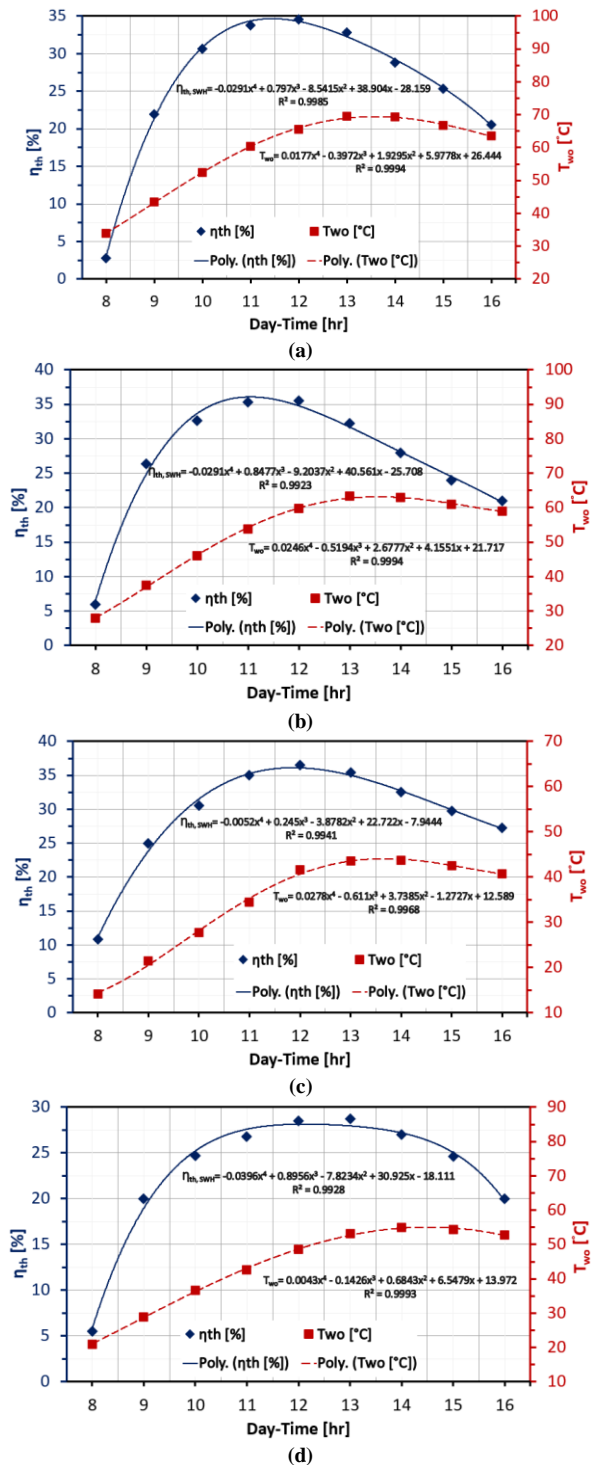 35
30
25
20
15
10
5
0
ηth [%]
100
90
80
70
60
50
40
30
20
Two [˚C]
ηth, SWH= -0.0291x⁴ + 0.797x³ - 8.5415x² + 38.904x - 28.159
R² = 0.9985
Two= 0.0177x⁴ - 0.3972x³ + 1.9295x² + 5.9778x + 26.444
R² = 0.9994
ηth [%] Two [°C]
Poly. (ηth [%]) Poly. (Two [°C])
8 9 10 11 12 13 14 15 16
Day-Time [hr]
(a)
40
35
30
25
20
15
10
5
0
ηth [%]
100
90
80
70
60
50
40
30
20
Two [˚C]
ηth, SWH= -0.0291x⁴ + 0.8477x³ - 9.2037x² + 40.561x - 25.708
R² = 0.9923
Two= 0.0246x⁴ - 0.5194x³ + 2.6777x² + 4.1551x + 21.717
R² = 0.9994
ηth [%] Two [°C]
Poly. (ηth [%]) Poly. (Two [°C])
8 9 10 11 12 13 14 15 16
Day-Time [hr]
(b)
40
35
30
25
20
15
10
5
0
ηth [%]
70
60
50
40
30
20
10
Two [˚C]
ηth, SWH= -0.0052x⁴ + 0.245x³ - 3.8782x² + 22.722x - 7.9444
R² = 0.9941
Two= 0.0278x⁴ - 0.611x³ + 3.7385x² - 1.2727x + 12.589
R² = 0.9968
ηth [%] Two [°C]
Poly. (ηth [%]) Poly. (Two [°C])
8 9 10 11 12 13 14 15 16
Day-Time [hr]
(c)
30
25
20
15
10
5
0
ηth [%]
90
80
70
60
50
40
30
20
10
Two [˚C]
ηth, SWH= -0.0396x⁴ + 0.8956x³ - 7.8234x² + 30.925x - 18.111
R² = 0.9928
Two= 0.0043x⁴ - 0.1426x³ + 0.6843x² + 6.5479x + 13.972
R² = 0.9993
ηth [%] Two [°C]
Poly. (ηth [%]) Poly. (Two [°C])
8 9 10 11 12 13 14 15 16
Day-Time [hr]
(d)